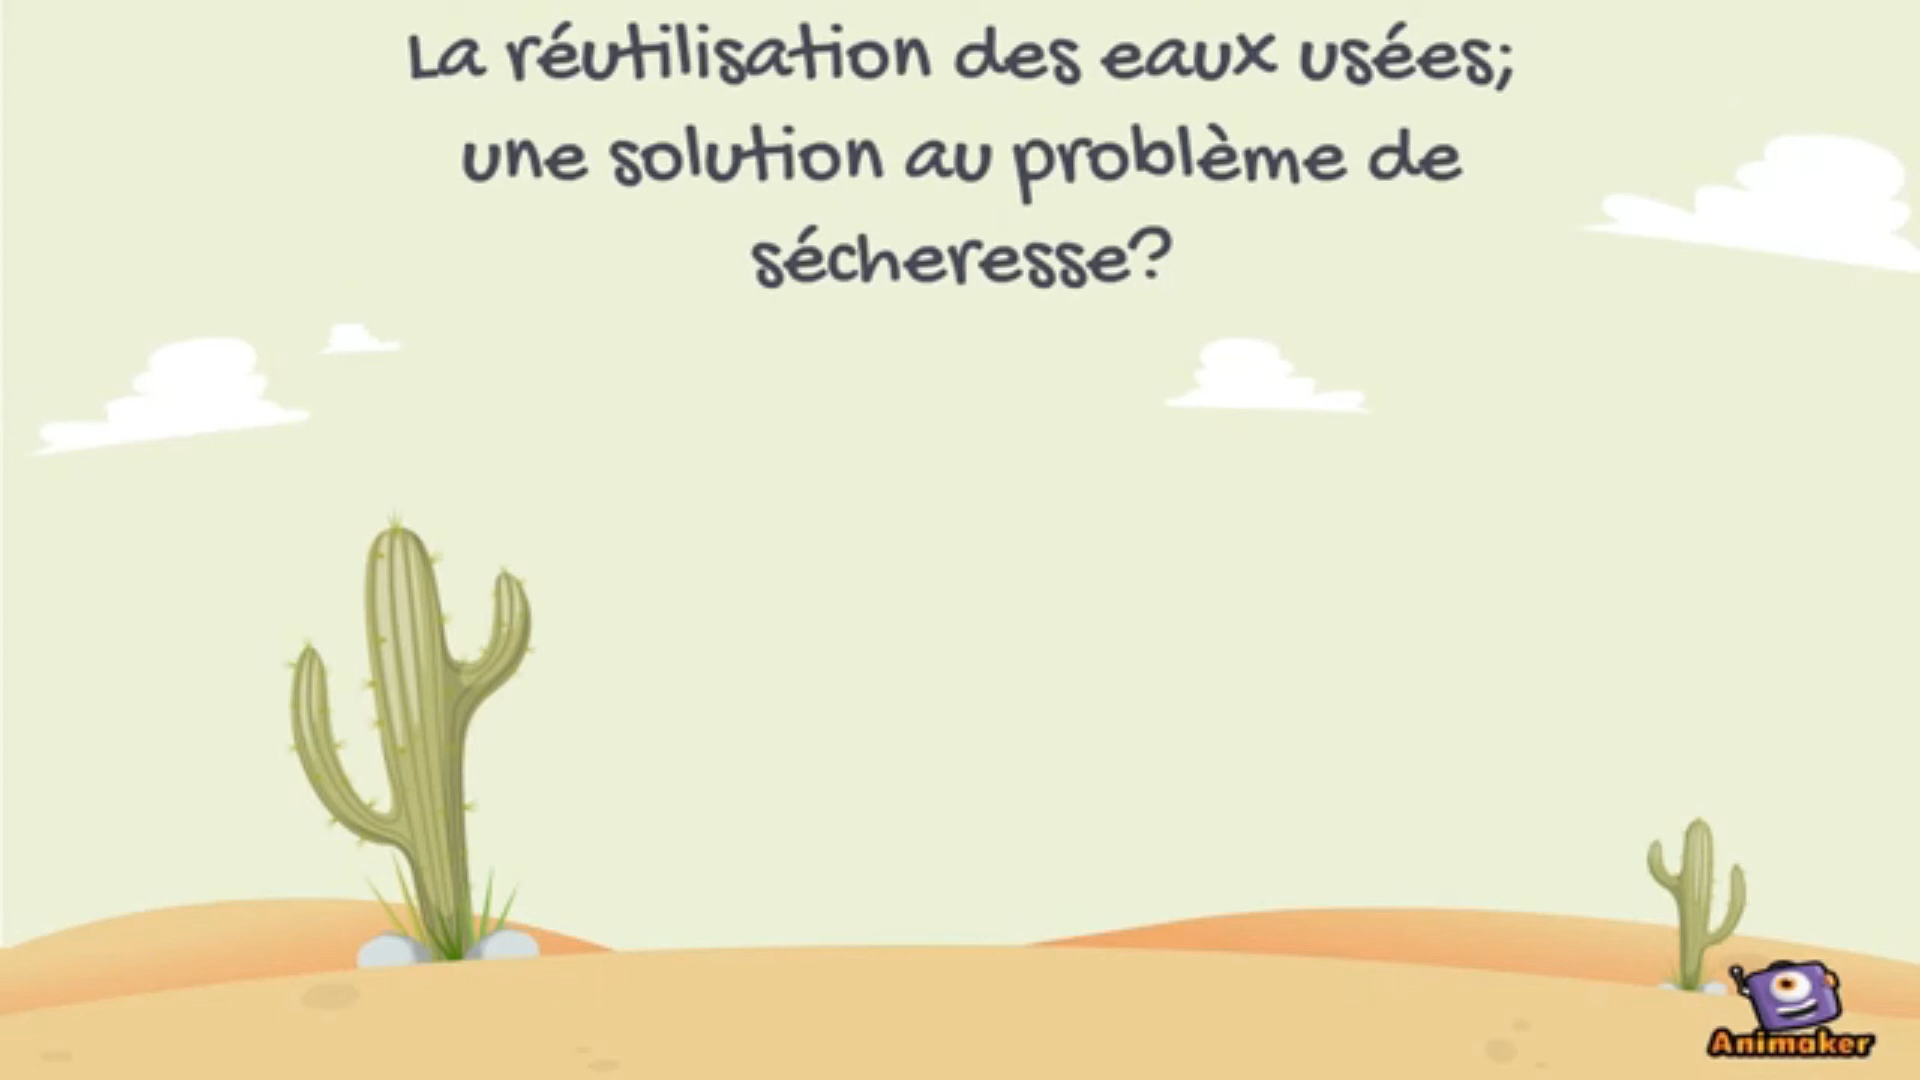 La réutilisation des eaux usées;
une solution au problème de
sécheresse?
Animaker